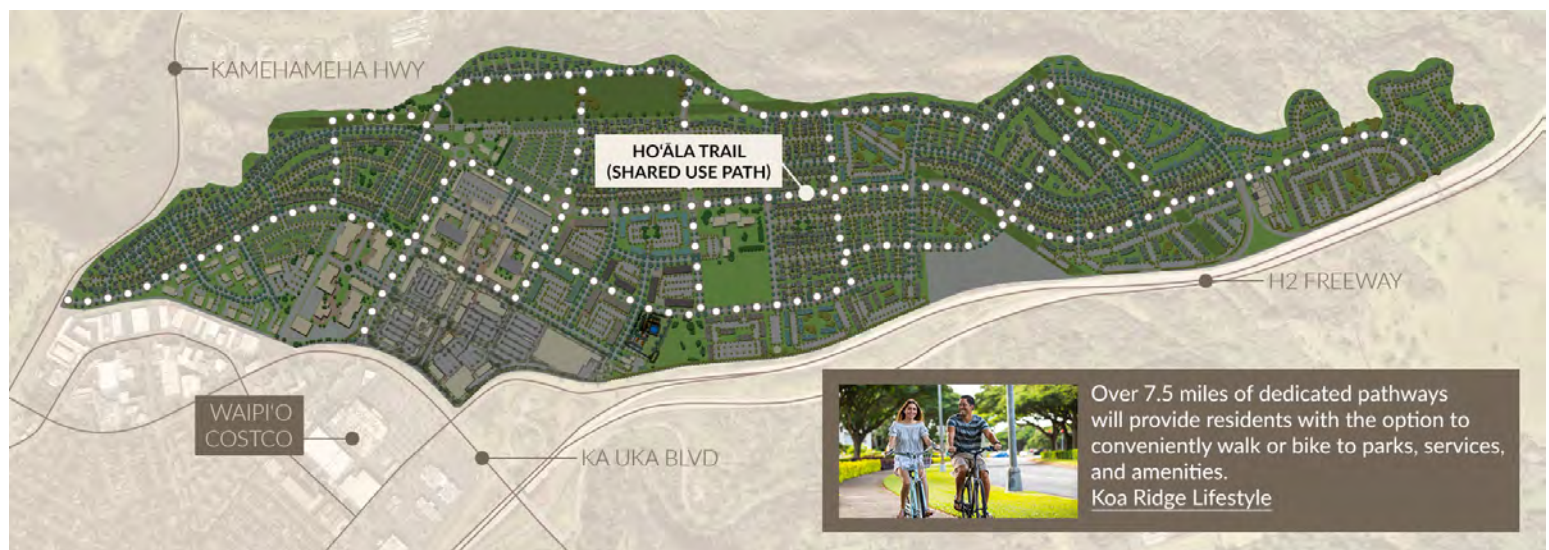 KAMEHAMEHA HWY
HO‘ĀLA TRAIL
(SHARED USE PATH)
H2 FREEWAY
WAIPI'O
COSTCO
KA UKA BLVD
Over 7.5 miles of dedicated pathways
will provide residents with the option to
conveniently walk or bike to parks, services,
and amenities.
Koa Ridge Lifestyle